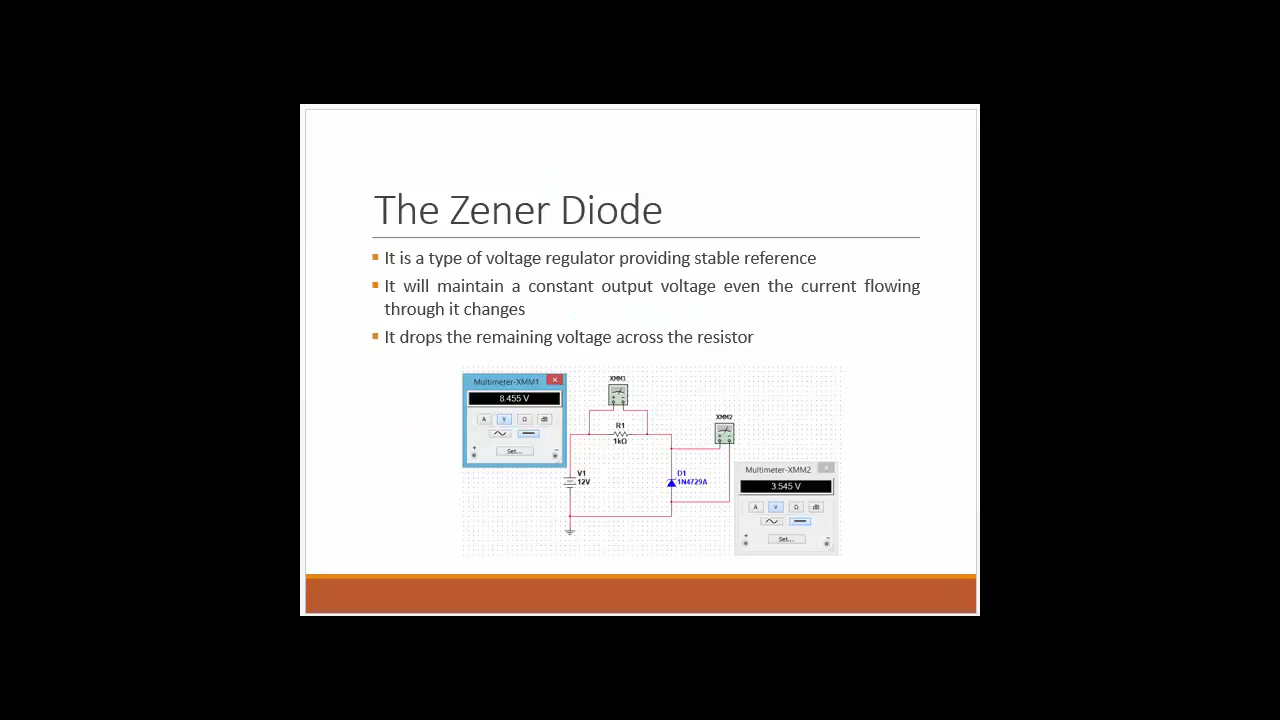 The Zener Diode
It is a type of voltage regulator providing stable reference
It will maintain a constant output voltage even the current flowing
through it changes
It drops the remaining voltage across the resistor
Multimeter-XMM1
8.455 V
A V Ω dB
Set...
+ -
XMM1
R1
1kΩ
XMM2
V1
12V
D1
1N4729A
Multimeter-XMM2
3.545 V
A V Ω dB
Set...
+ -